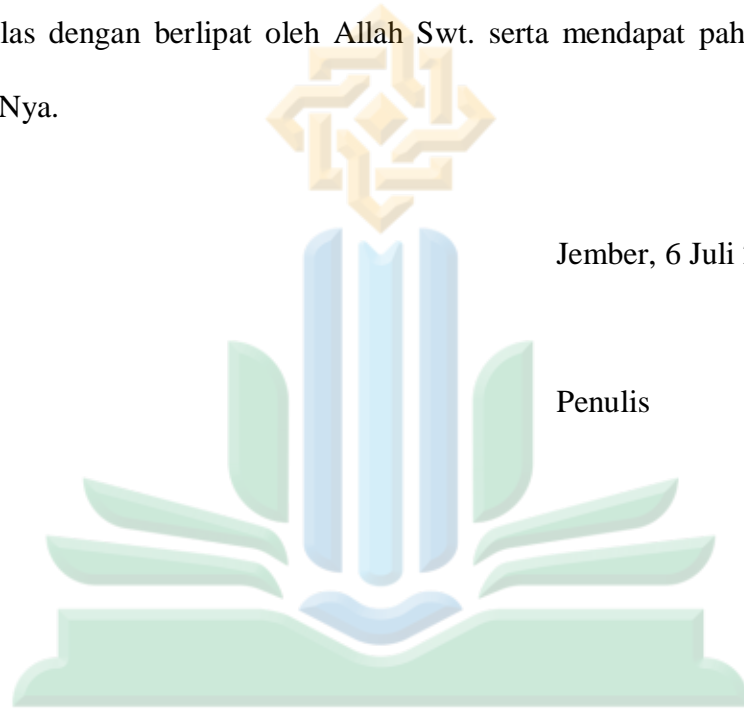 las dengan berlipat oleh Allah Swt. serta mendapat pah
Nya.
Jember, 6 Juli
Penulis